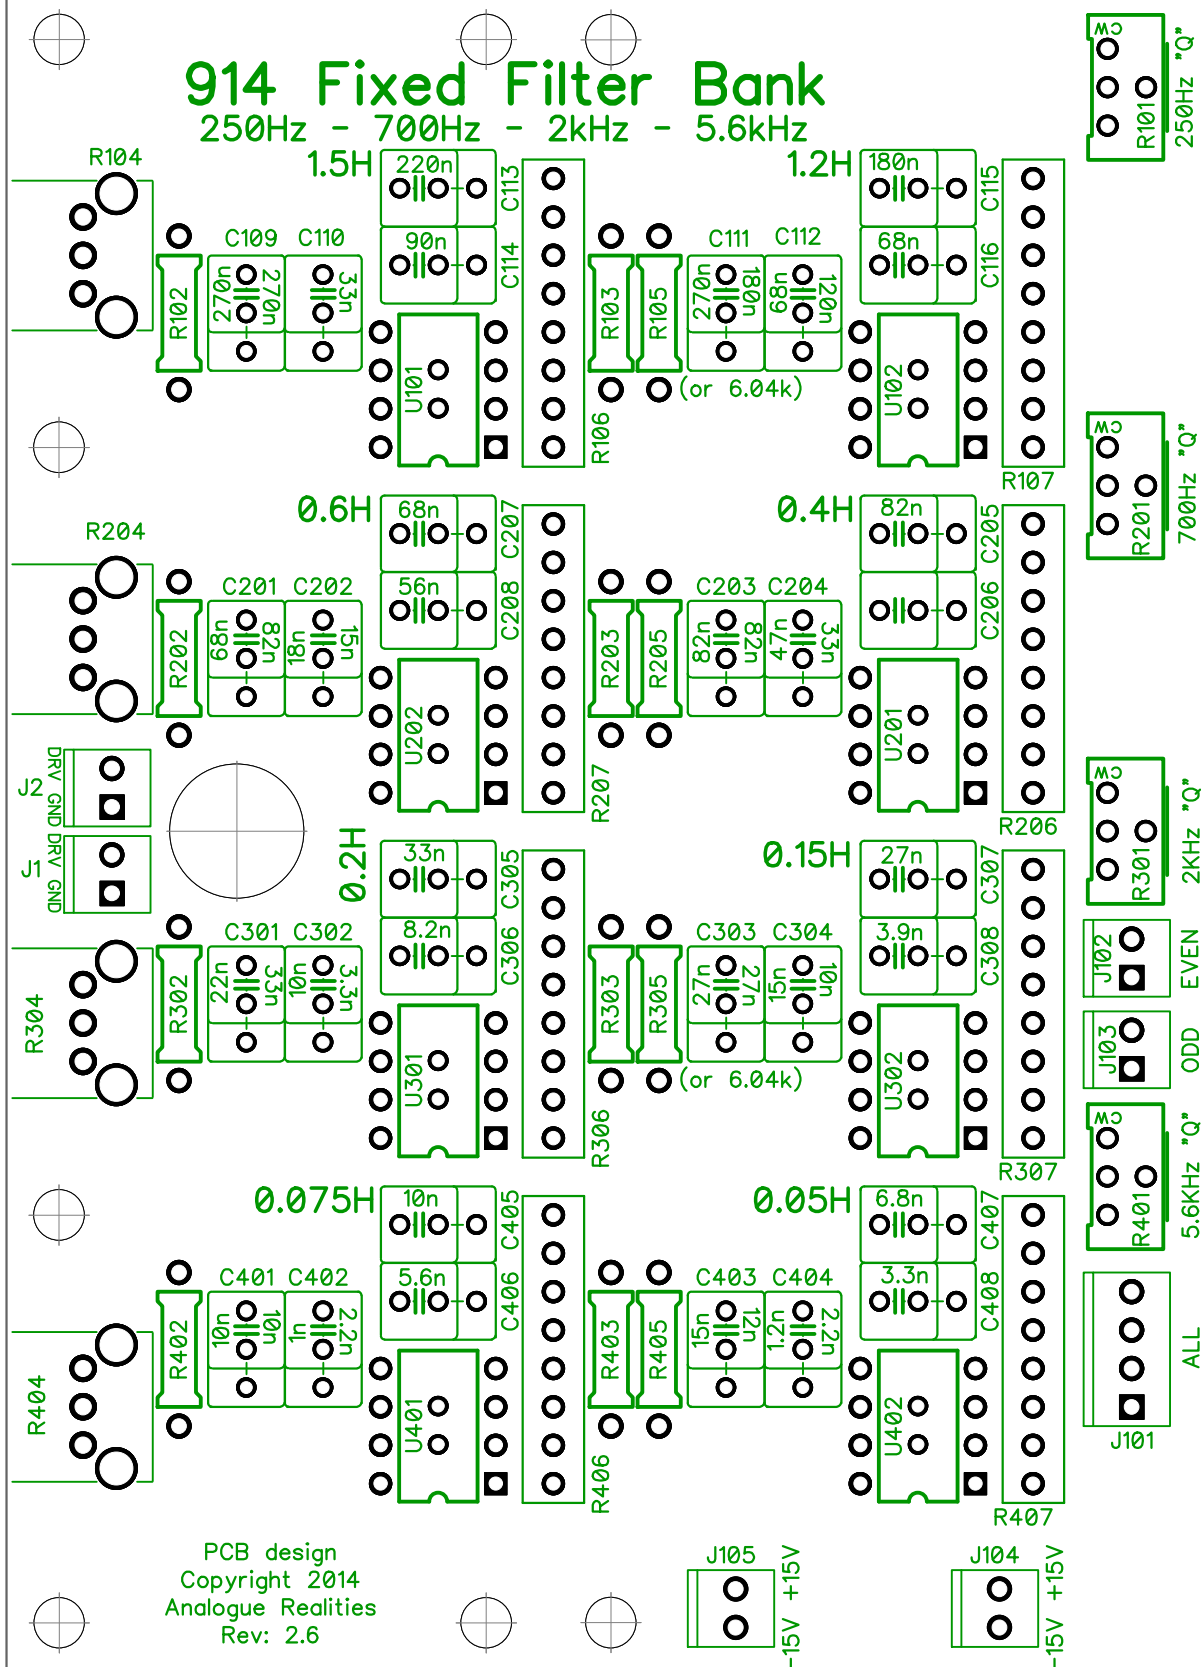 914 Fixed Filter Bank
250Hz - 700Hz - 2kHz - 5.6kHz
CW
R101
250Hz "Q"
R104
1.5H
220n
C113
1.2H
180n
C115
R102
C109
270n
270n
C110
33n
90n
C114
R103
R105
C111
270n
180n
C112
68n
120n
68n
C116
U101
R106
(or 6.04k)
U102
R107
CW
R201
700Hz "Q"
R204
0.6H
68n
C207
0.4H
82n
C205
R202
C201
68n
82n
C202
18n
15n
56n
C208
R203
R205
C203
82n
82n
C204
47n
33n
C206
U202
R207
U201
R206
J2
DRV GND
J1
DRV GND
CW
R301
2KHz "Q"
0.2H
33n
C305
0.15H
27n
C307
R304
R302
C301
22n
33n
C302
10n
3.3n
8.2n
C306
R303
R305
C303
27n
27n
C304
15n
10n
3.9n
C308
J102
EVEN
J103
ODD
U301
R306
(or 6.04k)
U302
R307
CW
R401
5.6KHz "Q"
0.075H
10n
C405
0.05H
6.8n
C407
R404
R402
C401
10n
10n
C402
1n
2.2n
5.6n
C406
R403
R405
C403
15n
12n
C404
1.2n
2.2n
3.3n
C408
ALL
J101
U401
R406
U402
R407
PCB design
Copyright 2014
Analogue Realities
Rev: 2.6
J105
-15V +15V
J104
-15V +15V